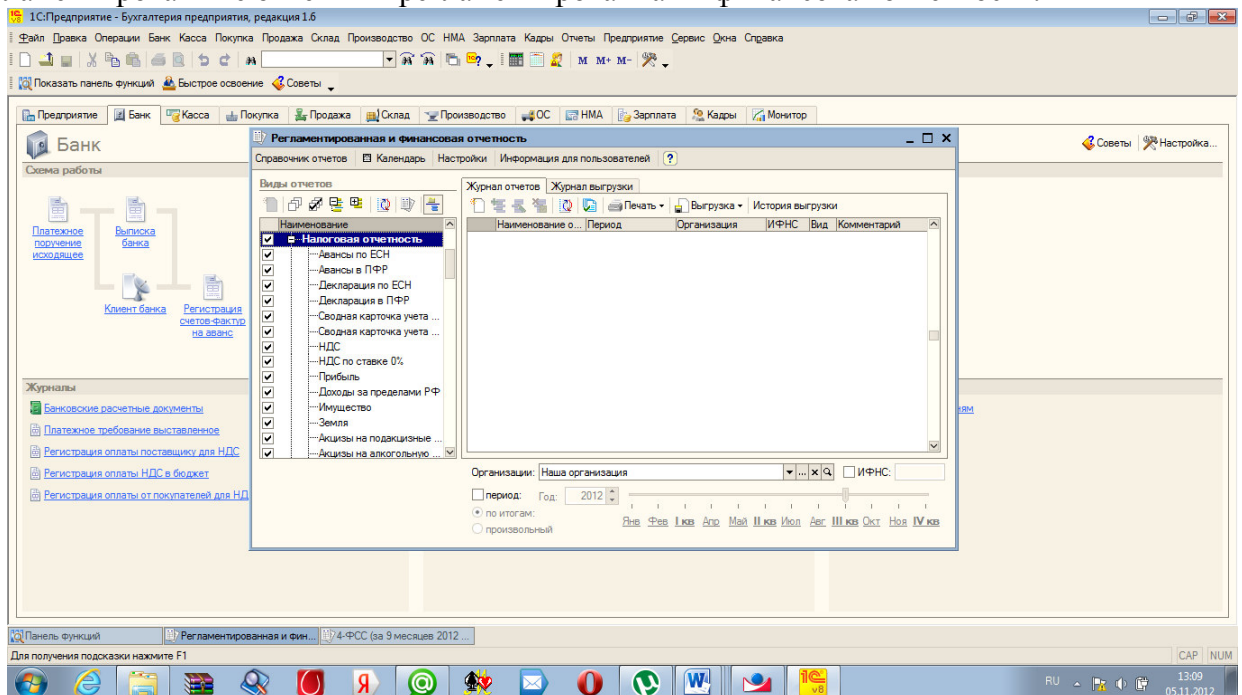 1С:Предприятие - Бухгалтерия предприятия, редакция 1.6
Файл Правка Операции Банк Касса Покупка Продажа Склад Производство ОС НМА Зарплата Кадры Отчеты Предприятие Сервис Окна Справка
M M+ M-
Показать панель функций Быстрое освоение Советы
Предприятие Банк Касса Покупка Продажа Склад Производство ОС НМА Зарплата Кадры Монитор
Банк
Советы Настройка...
Схема работы
Платежное поручение исходящее
Выписка банка
Клиент банка
Регистрация счетов-фактур на аванс
Журналы
Банковские расчетные документы
Платежное требование выставленное
Регистрация оплаты поставщику для НДС
Регистрация оплаты НДС в бюджет
Регистрация оплаты от покупателей для НД
Регламентированная и финансовая отчетность
Справочник отчетов Календарь Настройки Информация для пользователей ?
Виды отчетов
Наименование
Налоговая отчетность
Авансы по ЕСН
Авансы в ПФР
Декларация по ЕСН
Декларация в ПФР
Сводная карточка учета ...
Сводная карточка учета ...
НДС
НДС по ставке 0%
Прибыль
Доходы за пределами РФ
Имущество
Земля
Акцизы на подакцизные ...
Акцизы на алкогольную ...
Журнал отчетов Журнал выгрузки
Печать Выгрузка История выгрузки
Наименование о... Период Организация ИФНС Вид Комментарий
Организации: Наша организация ... x ИФНС:
период: Год: 2012
по итогам:
произвольный
Янв Фев I кв Апр Май II кв Июл Авг III кв Окт Ноя IV кв
ям
Панель функций Регламентированная и фин... 4-ФСС (за 9 месяцев 2012 ...
Для получения подсказки нажмите F1
CAP NUM
RU 13:09
05.11.2012